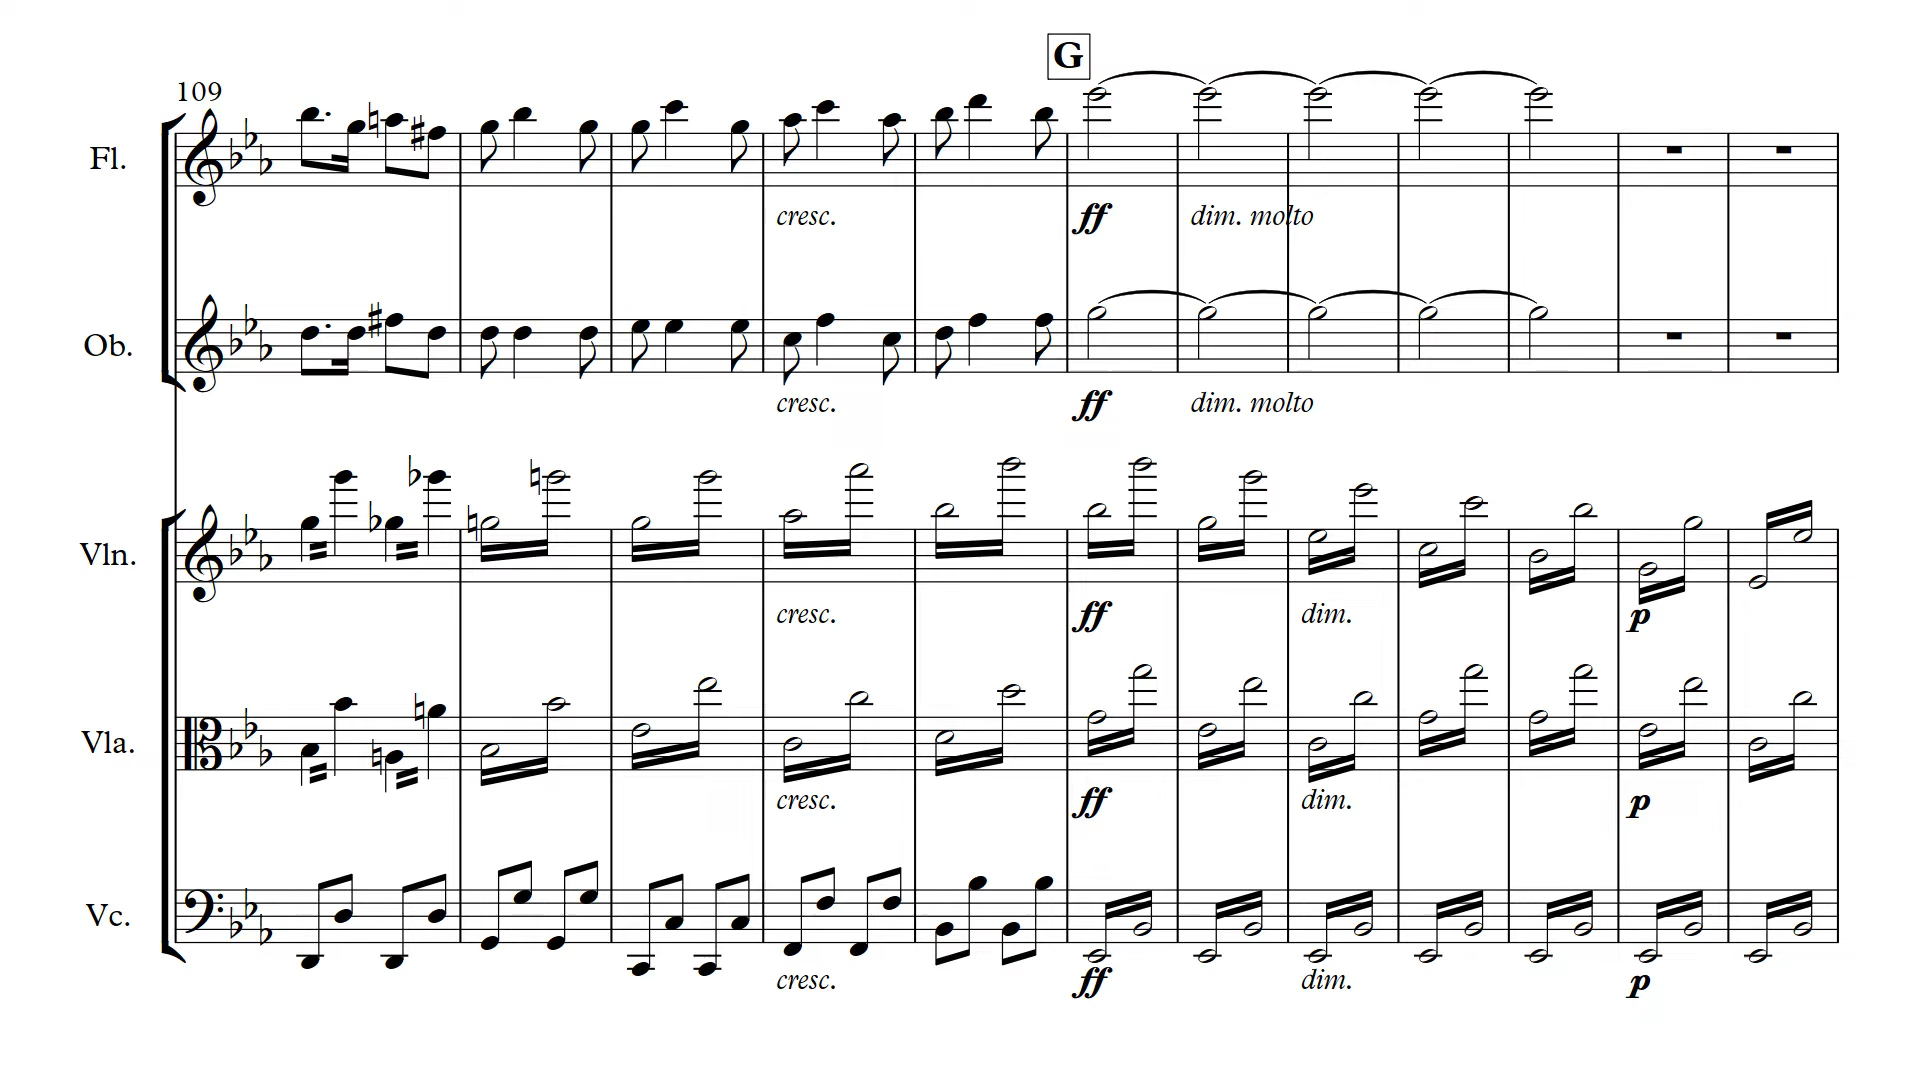 G
109
Fl.
cresc. ff dim. molto
Ob.
cresc. ff dim. molto
Vln.
cresc. ff dim. p
Vla.
cresc. ff dim. p
Vc.
cresc. ff dim. p